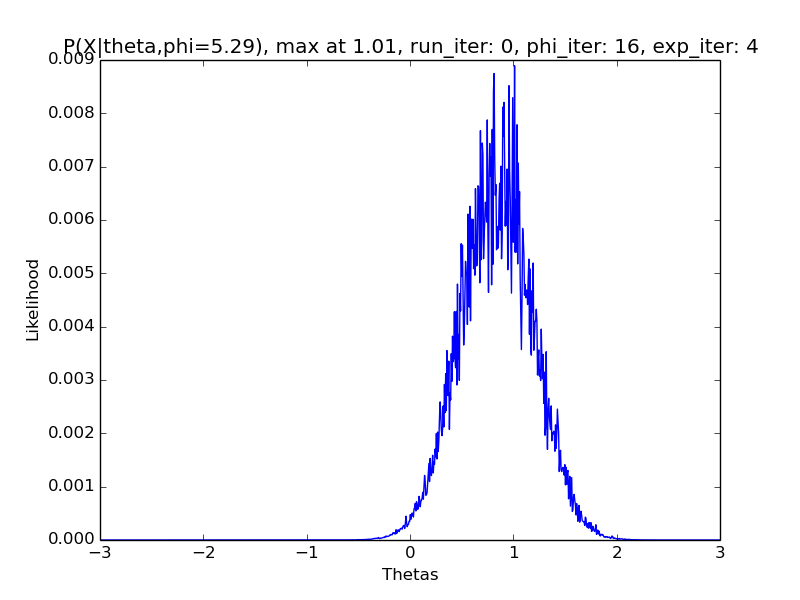 P(X|theta,phi=5.29), max at 1.01, run_iter: 0, phi_iter: 16, exp_iter: 4
0.009
0.008
0.007
0.006
0.005
0.004
0.003
0.002
0.001
0.000
Likelihood
−3 −2 −1 0 1 2 3
Thetas